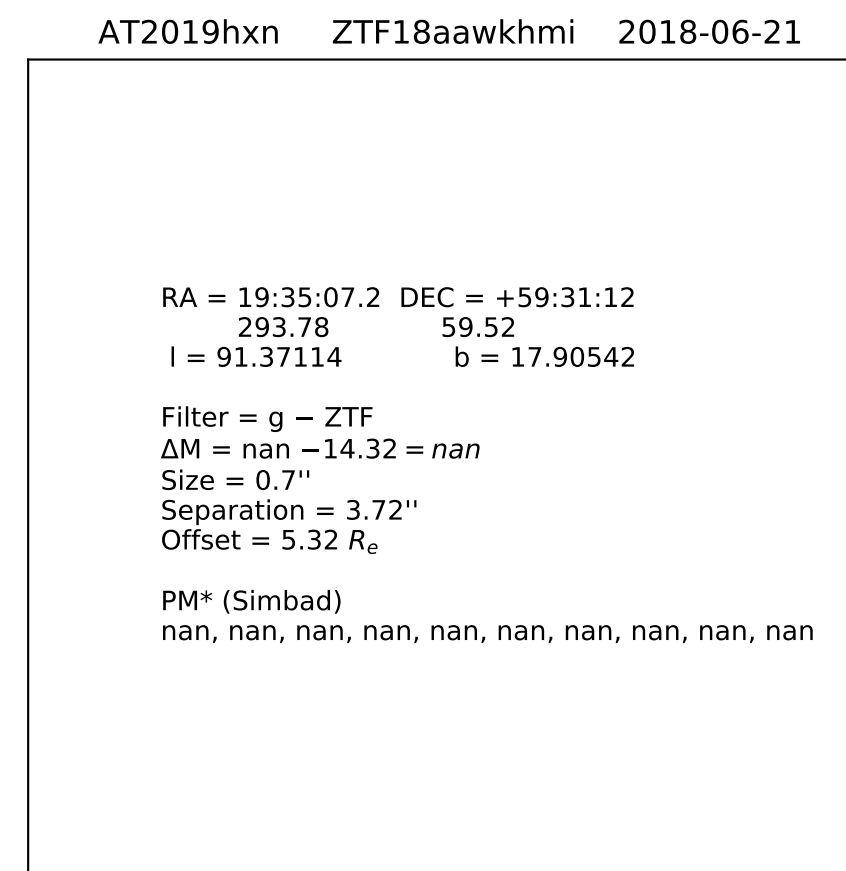 AT2019hxn ZTF18aawkhmi 2018-06-21
RA = 19:35:07.2 DEC = +59:31:12
293.78 59.52
l = 91.37114 b = 17.90542
Filter = g − ZTF
ΔM = nan −14.32 = nan
Size = 0.7''
Separation = 3.72''
Offset = 5.32 Re
PM* (Simbad)
nan, nan, nan, nan, nan, nan, nan, nan, nan, nan